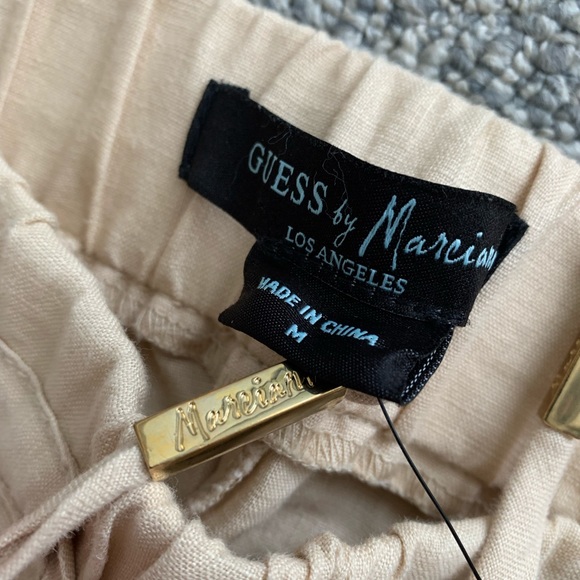 GUESS by Marciano
LOS ANGELES
MADE IN CHINA
M
Marciano